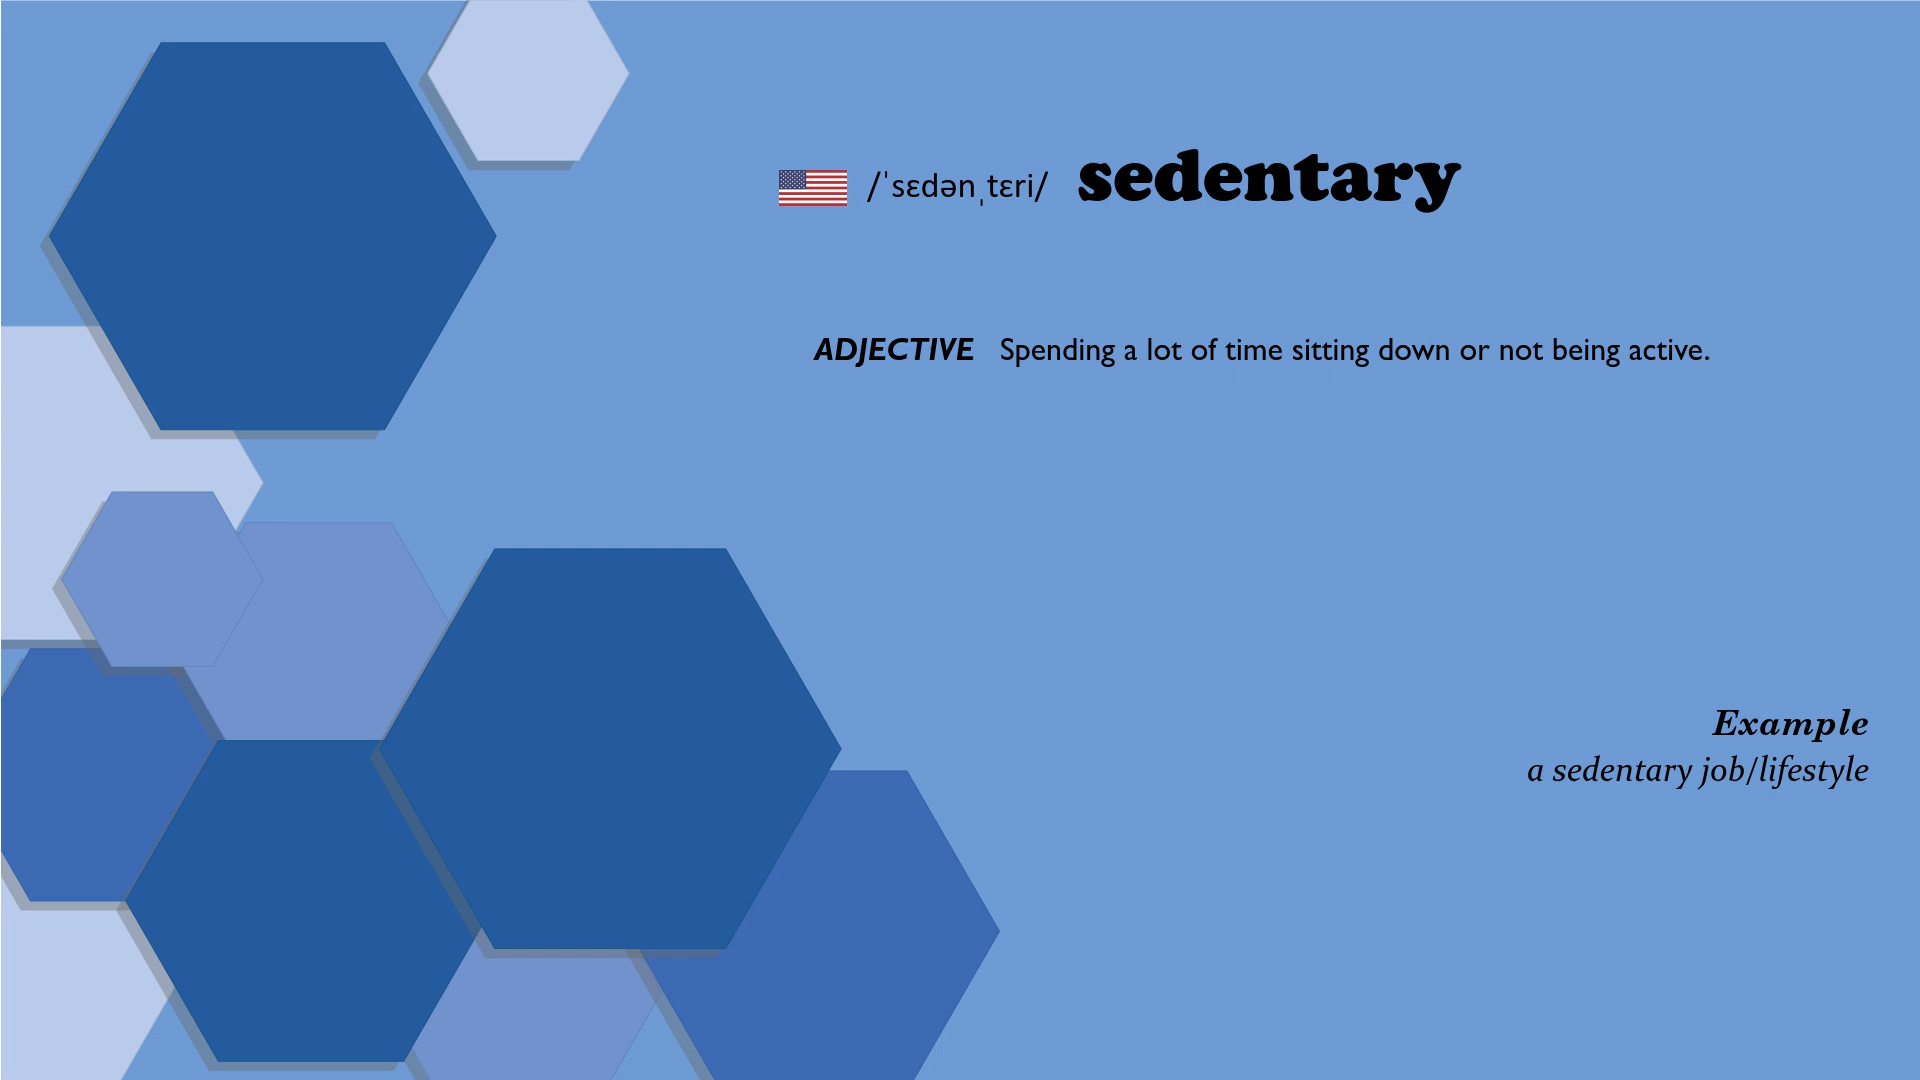 /ˈsɛdənˌtɛri/ sedentary
ADJECTIVE Spending a lot of time sitting down or not being active.
Example
a sedentary job/lifestyle